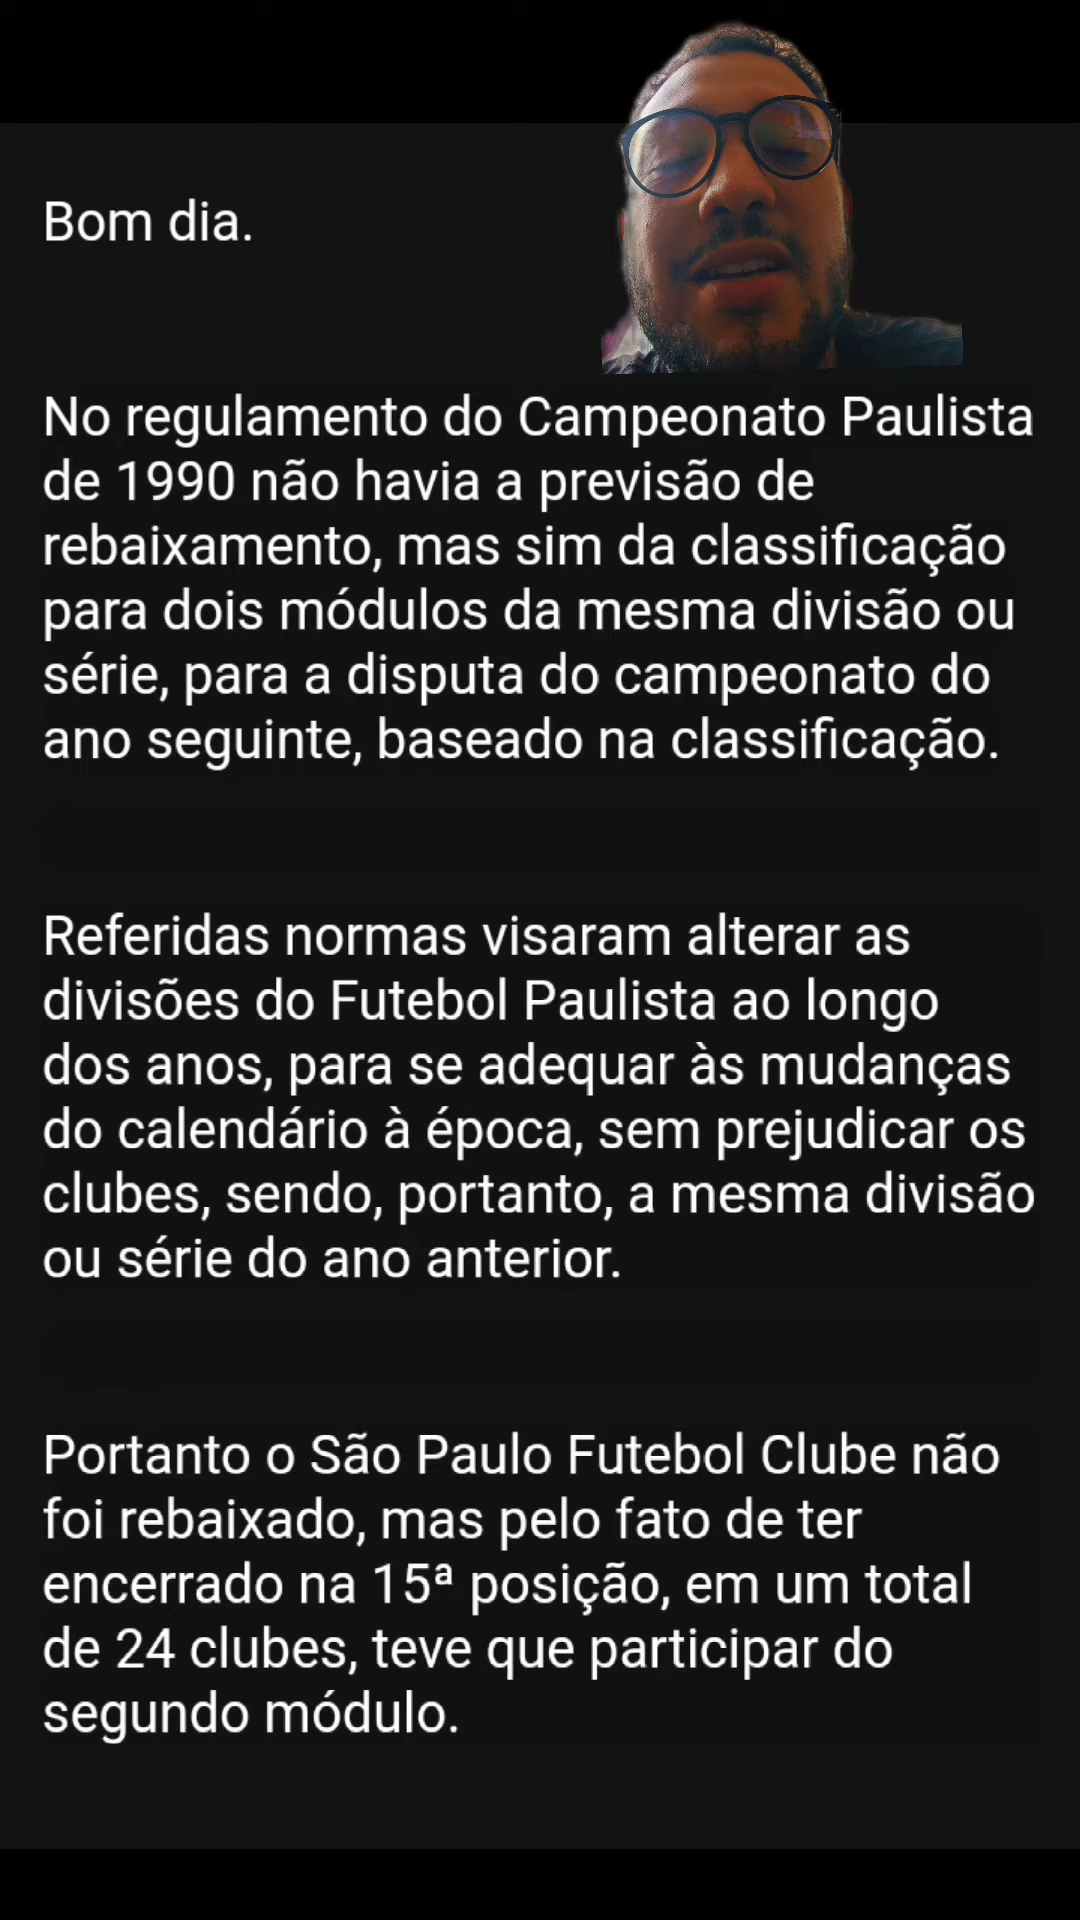 Bom dia.
No regulamento do Campeonato Paulista
de 1990 não havia a previsão de
rebaixamento, mas sim da classificação
para dois módulos da mesma divisão ou
série, para a disputa do campeonato do
ano seguinte, baseado na classificação.
Referidas normas visaram alterar as
divisões do Futebol Paulista ao longo
dos anos, para se adequar às mudanças
do calendário à época, sem prejudicar os
clubes, sendo, portanto, a mesma divisão
ou série do ano anterior.
Portanto o São Paulo Futebol Clube não
foi rebaixado, mas pelo fato de ter
encerrado na 15ª posição, em um total
de 24 clubes, teve que participar do
segundo módulo.